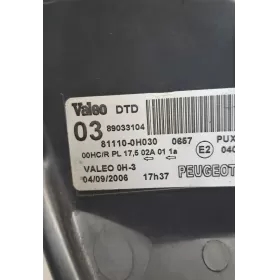 Valeo DTD
03 89033104
81110-0H030 0657 PUX
00HC/R PL 17,5 02A 01 1a E2 040
VALEO 0H-3 PEUGEOT
04/09/2006 17h37